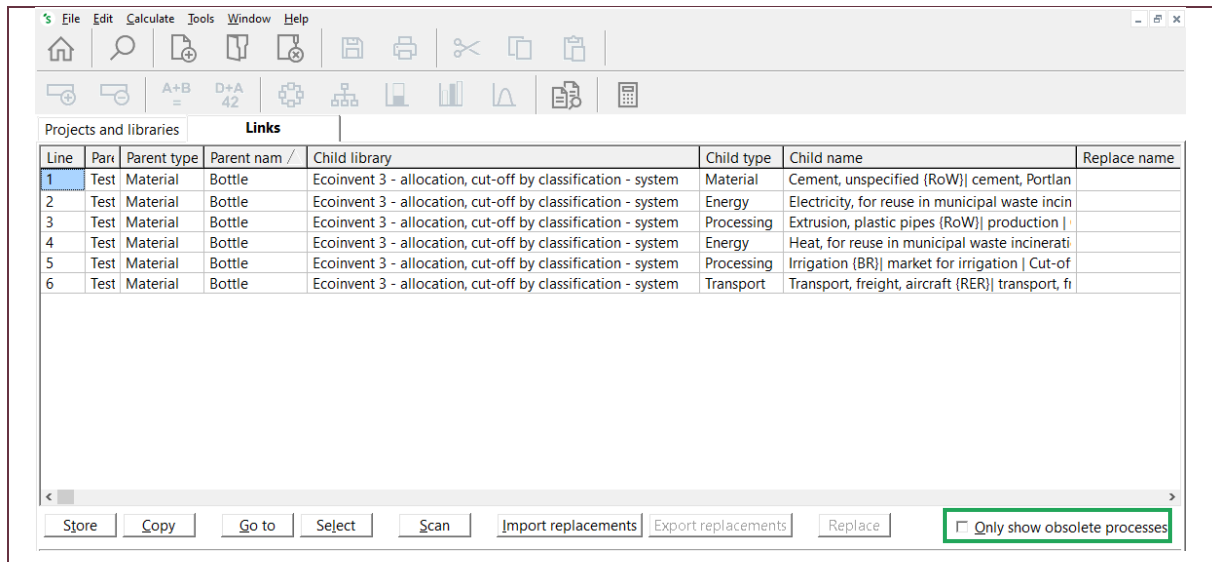 File Edit Calculate Tools Window Help
A+B D+A
= 42
Projects and libraries Links
Line Pare Parent type Parent nam Child library Child type Child name Replace name
1 Test Material Bottle Ecoinvent 3 - allocation, cut-off by classification - system Material Cement, unspecified {RoW}| cement, Portlan
2 Test Material Bottle Ecoinvent 3 - allocation, cut-off by classification - system Energy Electricity, for reuse in municipal waste incin
3 Test Material Bottle Ecoinvent 3 - allocation, cut-off by classification - system Processing Extrusion, plastic pipes {RoW}| production |
4 Test Material Bottle Ecoinvent 3 - allocation, cut-off by classification - system Energy Heat, for reuse in municipal waste incinerati
5 Test Material Bottle Ecoinvent 3 - allocation, cut-off by classification - system Processing Irrigation {BR}| market for irrigation | Cut-of
6 Test Material Bottle Ecoinvent 3 - allocation, cut-off by classification - system Transport Transport, freight, aircraft {RER}| transport, fr
Store Copy Go to Select Scan Import replacements Export replacements Replace Only show obsolete processes